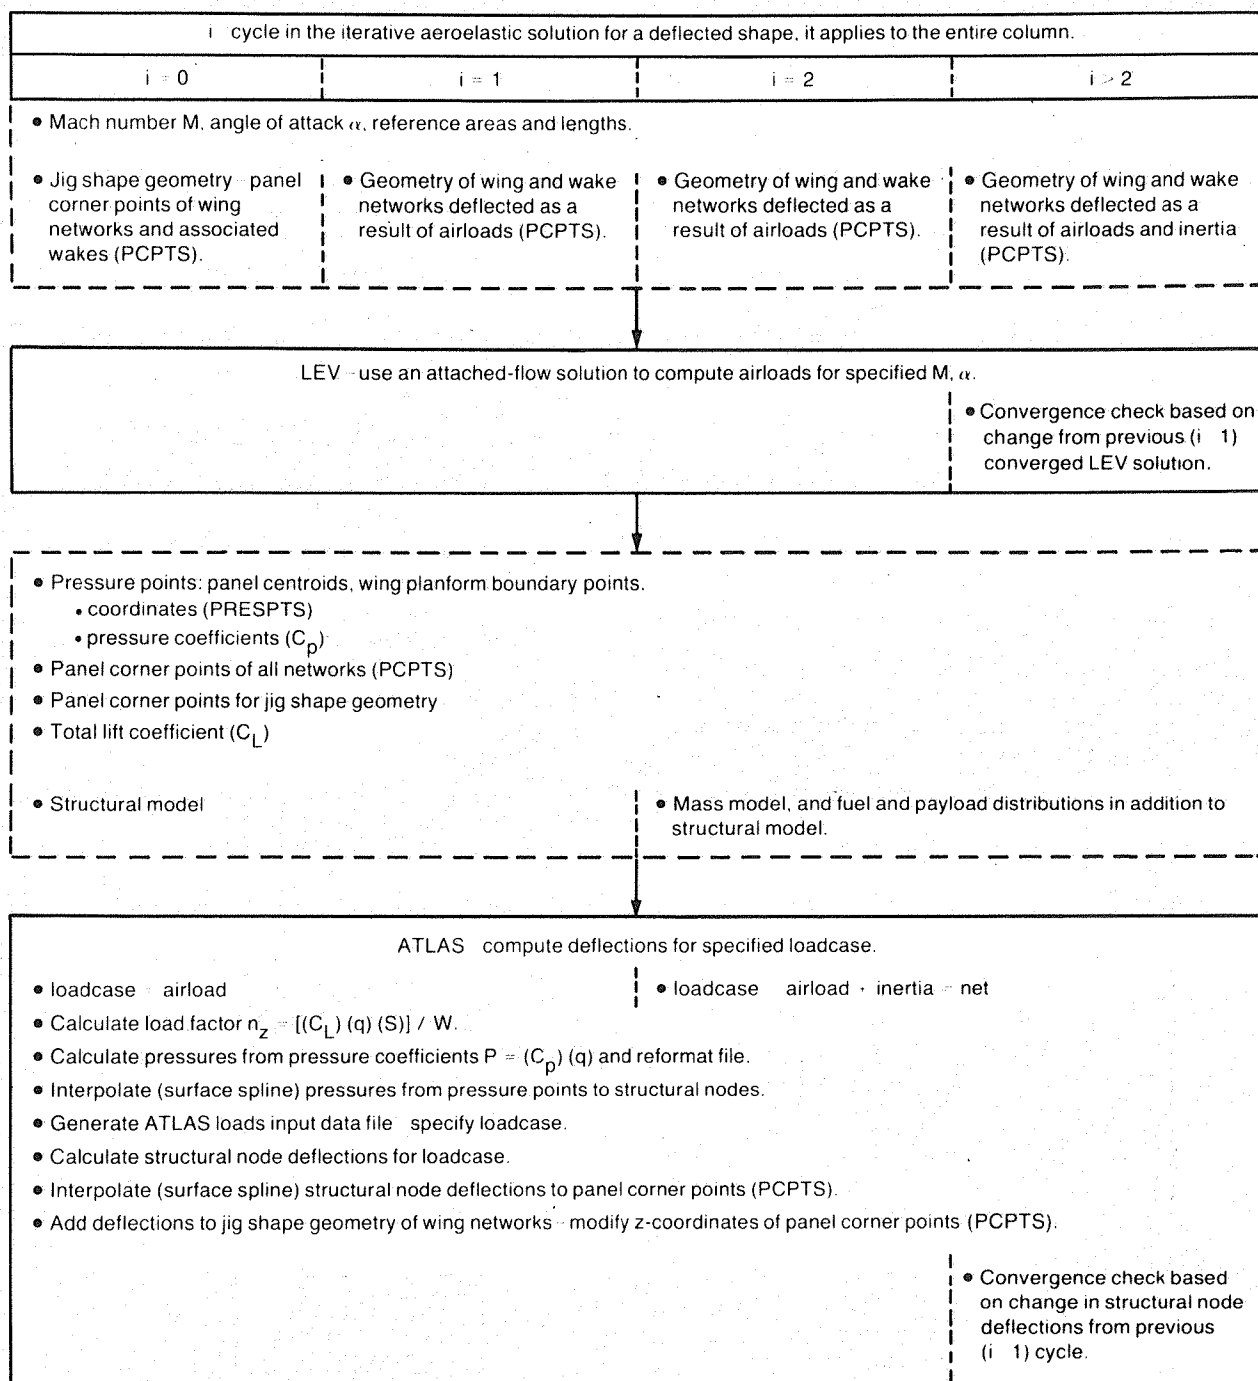 i cycle in the iterative aeroelastic solution for a deflected shape, it applies to the entire column.
i = 0
i = 1
i = 2
i > 2
• Mach number M, angle of attack α, reference areas and lengths.
• Jig shape geometry panel
corner points of wing
networks and associated
wakes (PCPTS).
• Geometry of wing and wake
networks deflected as a
result of airloads (PCPTS).
• Geometry of wing and wake
networks deflected as a
result of airloads (PCPTS).
• Geometry of wing and wake
networks deflected as a
result of airloads and inertia
(PCPTS).
LEV - use an attached-flow solution to compute airloads for specified M, α.
• Convergence check based on
change from previous (i 1)
converged LEV solution.
• Pressure points: panel centroids, wing planform boundary points.
• coordinates (PRESPTS)
• pressure coefficients (Cp)
• Panel corner points of all networks (PCPTS)
• Panel corner points for jig shape geometry
• Total lift coefficient (CL)
• Structural model
• Mass model, and fuel and payload distributions in addition to
structural model.
ATLAS compute deflections for specified loadcase.
• loadcase = airload
• loadcase airload + inertia = net
• Calculate load factor nz = [(CL) (q) (S)] / W.
• Calculate pressures from pressure coefficients P = (Cp) (q) and reformat file.
• Interpolate (surface spline) pressures from pressure points to structural nodes.
• Generate ATLAS loads input data file specify loadcase.
• Calculate structural node deflections for loadcase.
• Interpolate (surface spline) structural node deflections to panel corner points (PCPTS).
• Add deflections to jig shape geometry of wing networks - modify z-coordinates of panel corner points (PCPTS).
• Convergence check based
on change in structural node
deflections from previous
(i 1) cycle.